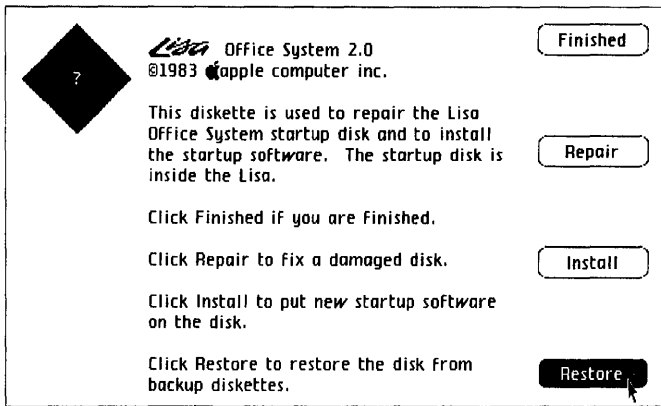 ?
Lisa Office System 2.0
©1983 apple computer inc.
Finished
This diskette is used to repair the Lisa
Office System startup disk and to install
the startup software. The startup disk is
inside the Lisa.
Repair
Click Finished if you are finished.
Click Repair to fix a damaged disk.
Install
Click Install to put new startup software
on the disk.
Click Restore to restore the disk from
backup diskettes.
Restore